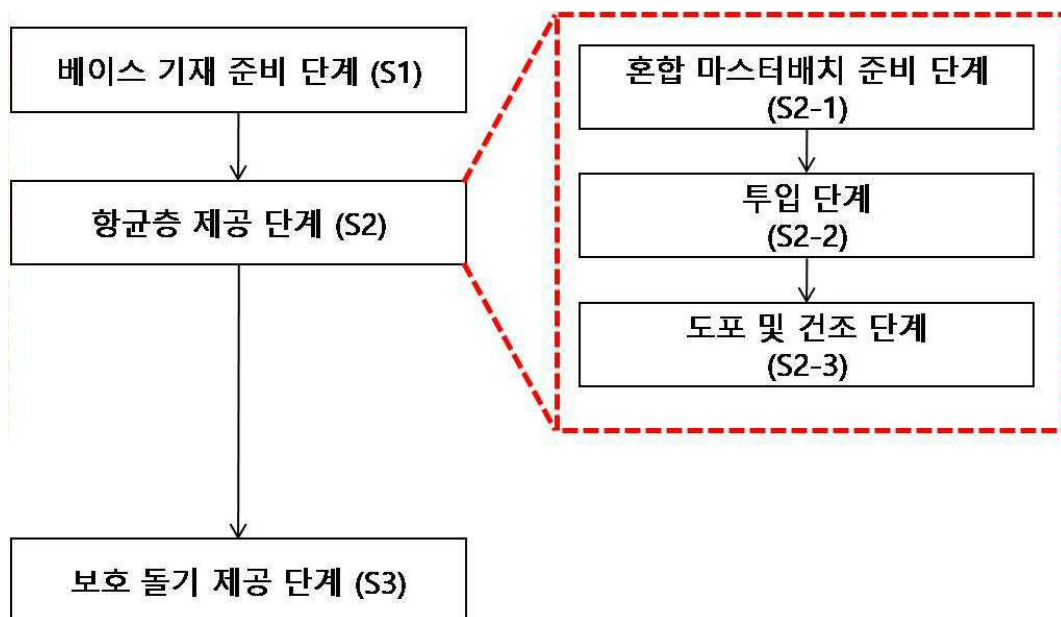 베이스 기재 준비 단계 (S1)
항균층 제공 단계 (S2)
보호 돌기 제공 단계 (S3)
혼합 마스터배치 준비 단계
(S2-1)
투입 단계
(S2-2)
도포 및 건조 단계
(S2-3)